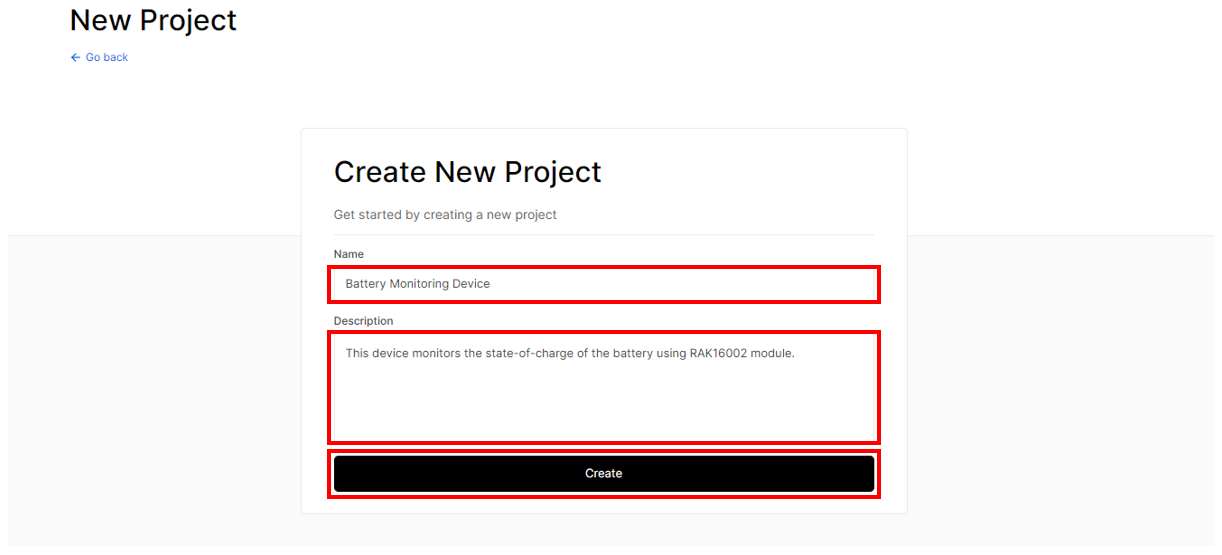 New Project
Go back
Create New Project
Get started by creating a new project
Name
Battery Monitoring Device
Description
This device monitors the state-of-charge of the battery using RAK16002 module.
Create